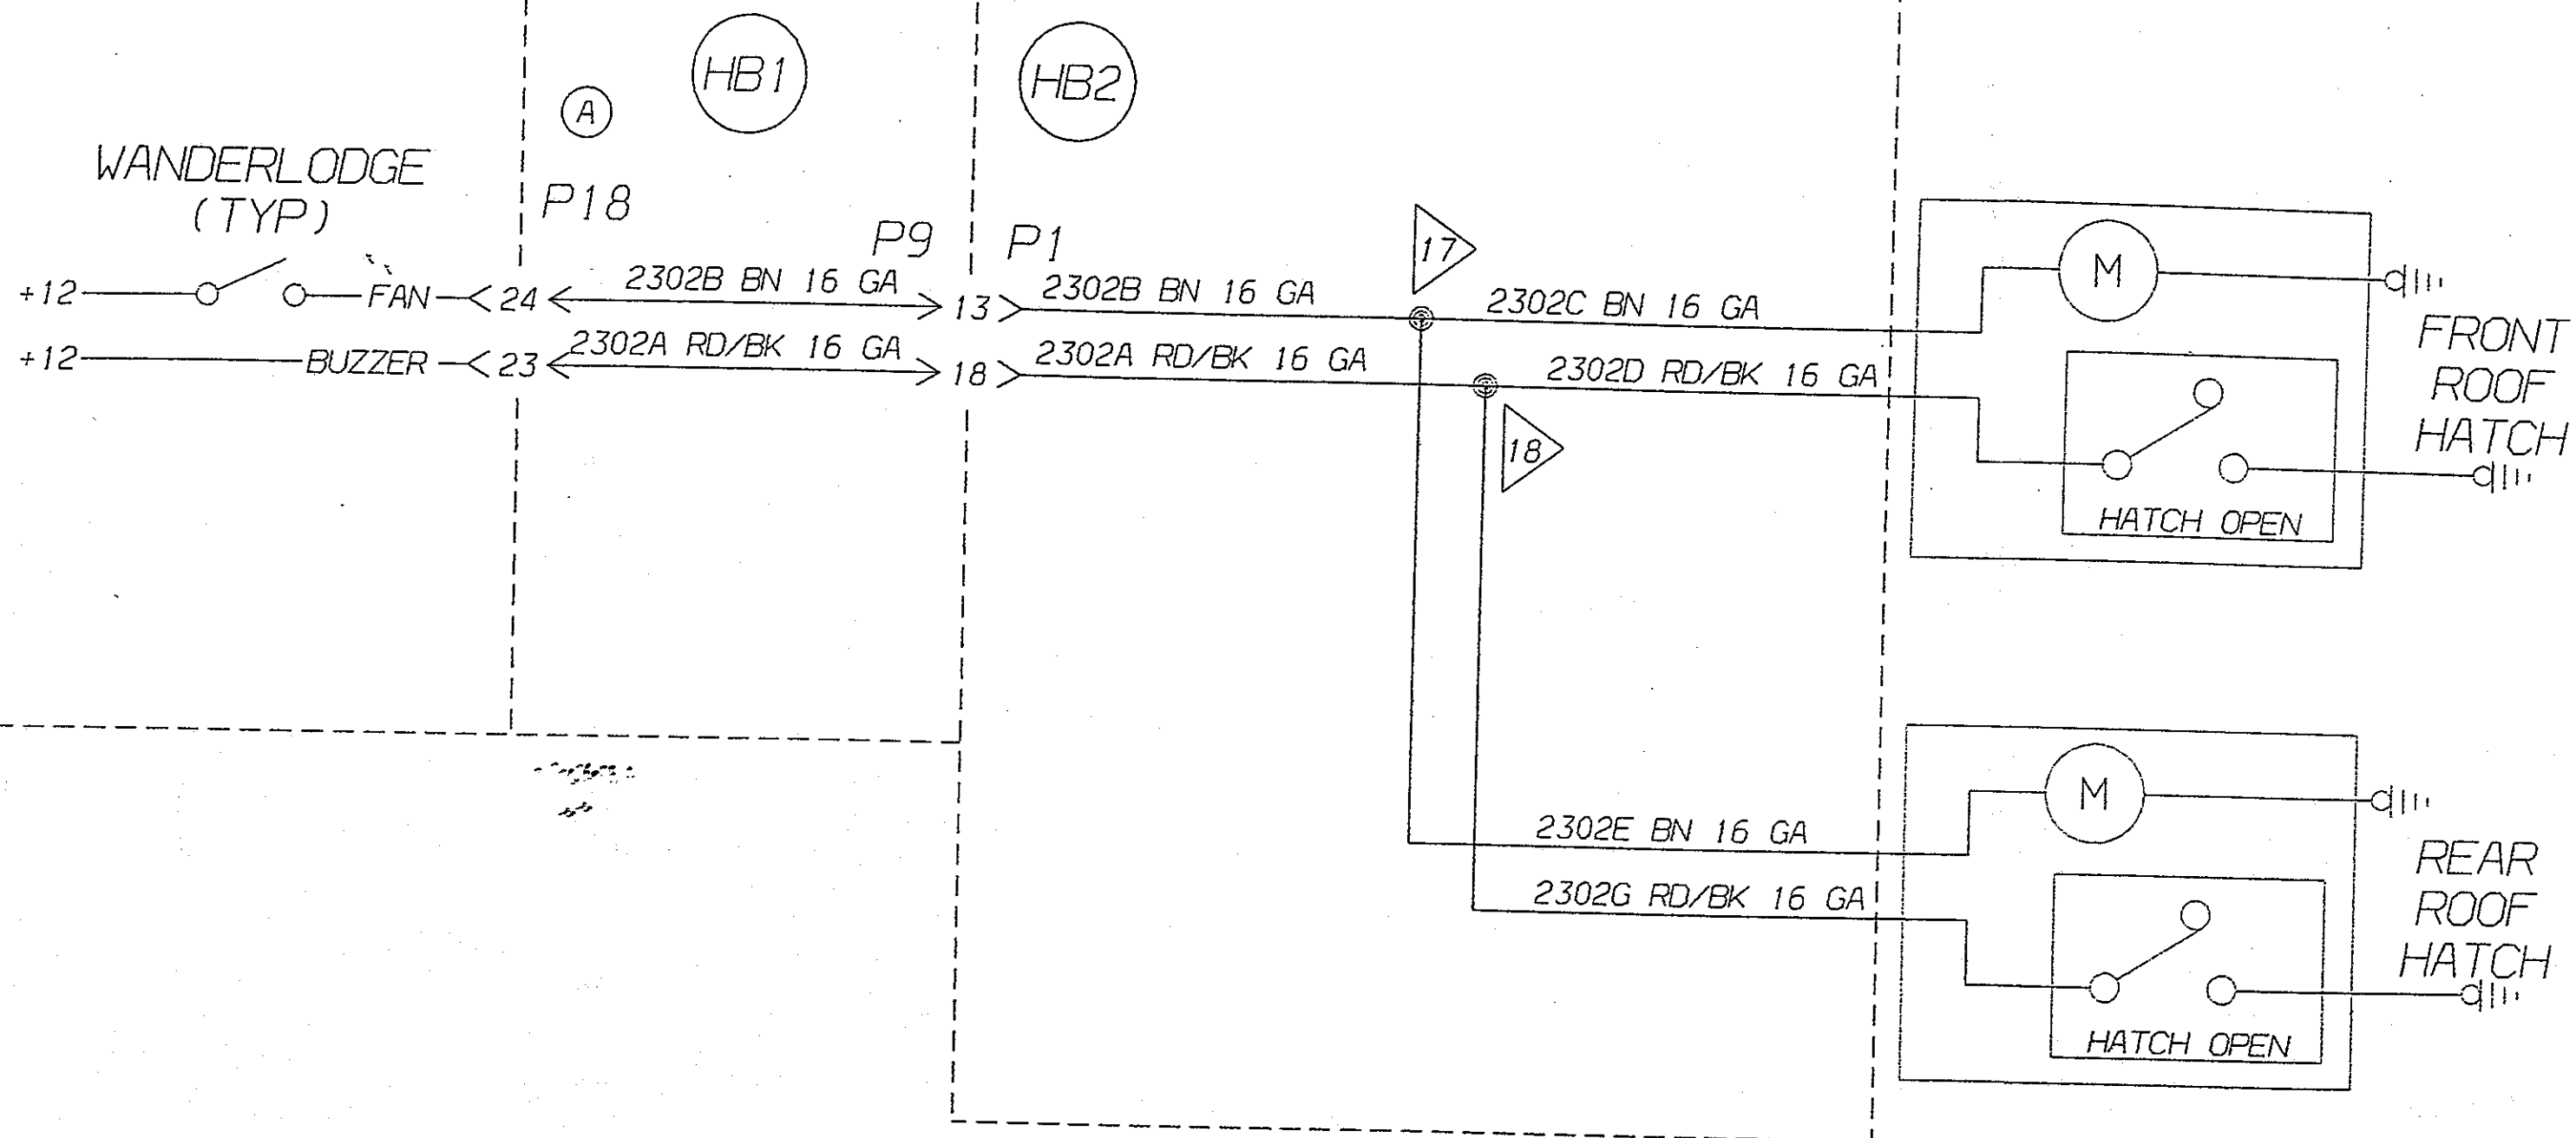 HB1
HB2
A
WANDERLODGE
(TYP)
P18
P9
P1
17
+12
FAN
24
2302B BN 16 GA
13
2302B BN 16 GA
2302C BN 16 GA
+12
BUZZER
23
2302A RD/BK 16 GA
18
2302A RD/BK 16 GA
2302D RD/BK 16 GA
18
M
FRONT
ROOF
HATCH
HATCH OPEN
2302E BN 16 GA
2302G RD/BK 16 GA
M
REAR
ROOF
HATCH
HATCH OPEN